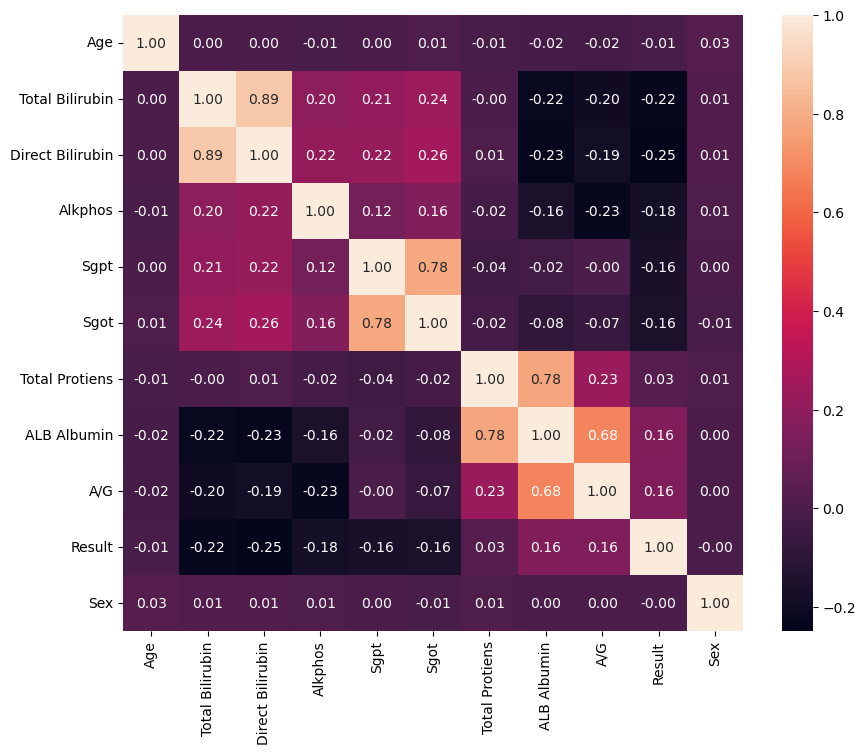 Age 1.00 0.00 0.00 -0.01 0.00 0.01 -0.01 -0.02 -0.02 -0.01 0.03
Total Bilirubin 0.00 1.00 0.89 0.20 0.21 0.24 -0.00 -0.22 -0.20 -0.22 0.01
Direct Bilirubin 0.00 0.89 1.00 0.22 0.22 0.26 0.01 -0.23 -0.19 -0.25 0.01
Alkphos -0.01 0.20 0.22 1.00 0.12 0.16 -0.02 -0.16 -0.23 -0.18 0.01
Sgpt 0.00 0.21 0.22 0.12 1.00 0.78 -0.04 -0.02 -0.00 -0.16 0.00
Sgot 0.01 0.24 0.26 0.16 0.78 1.00 -0.02 -0.08 -0.07 -0.16 -0.01
Total Protiens -0.01 -0.00 0.01 -0.02 -0.04 -0.02 1.00 0.78 0.23 0.03 0.01
ALB Albumin -0.02 -0.22 -0.23 -0.16 -0.02 -0.08 0.78 1.00 0.68 0.16 0.00
A/G -0.02 -0.20 -0.19 -0.23 -0.00 -0.07 0.23 0.68 1.00 0.16 0.00
Result -0.01 -0.22 -0.25 -0.18 -0.16 -0.16 0.03 0.16 0.16 1.00 -0.00
Sex 0.03 0.01 0.01 0.01 0.00 -0.01 0.01 0.00 0.00 -0.00 1.00
Age
Total Bilirubin
Direct Bilirubin
Alkphos
Sgpt
Sgot
Total Protiens
ALB Albumin
A/G
Result
Sex
1.0
0.8
0.6
0.4
0.2
0.0
−0.2